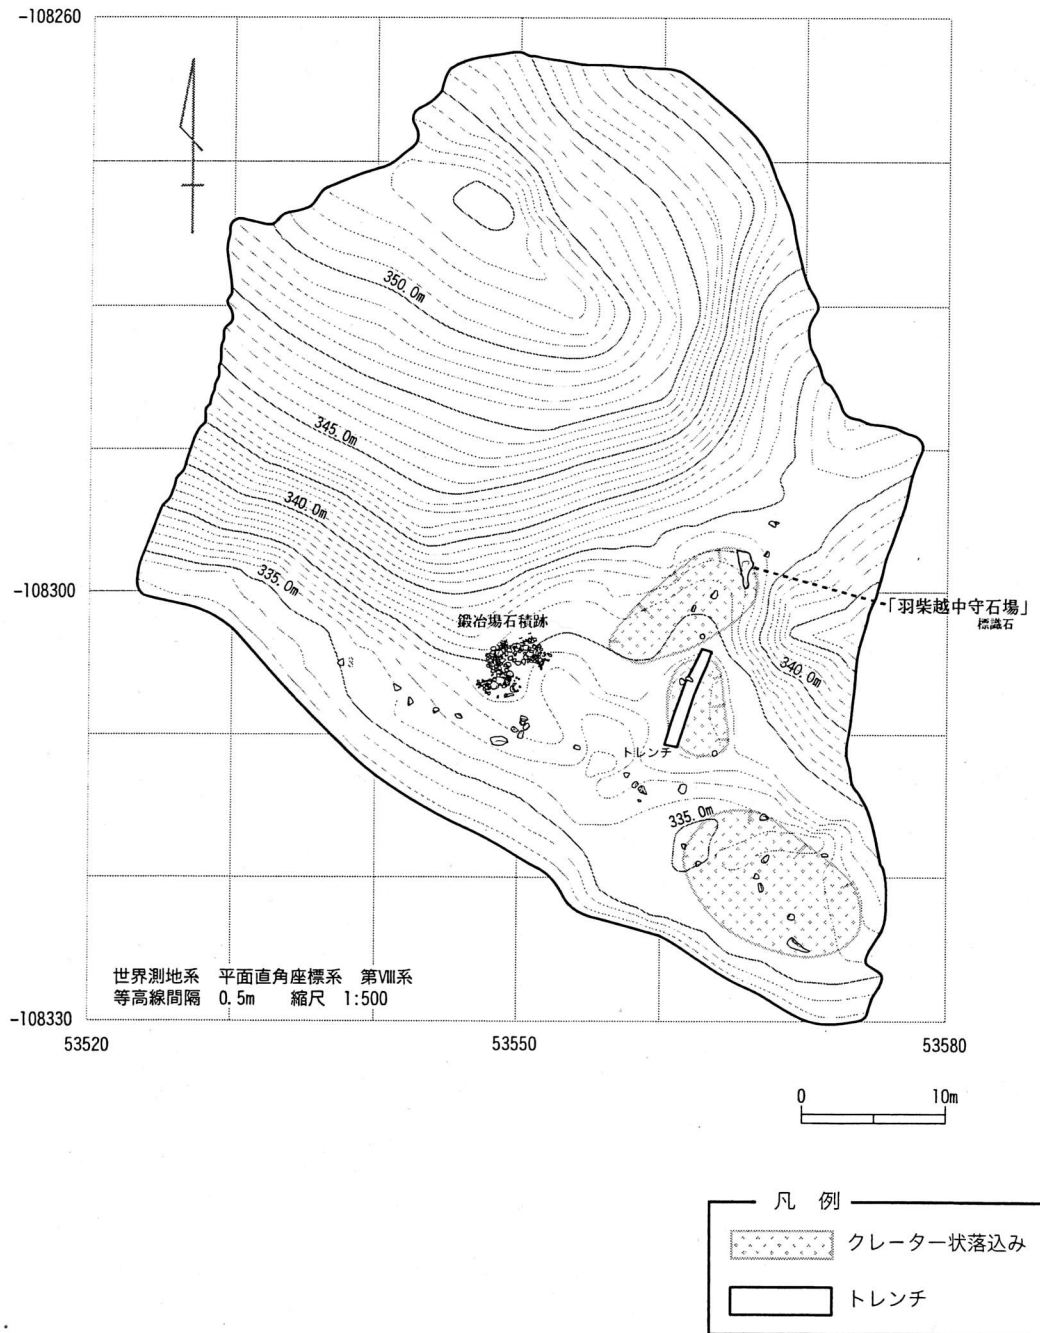 -108260
350.0m
345.0m
340.0m
335.0m
-108300
「羽柴越中守石場」
標識石
鍛冶場石積跡
340.0m
トレンチ
335.0m
世界測地系 平面直角座標系 第Ⅷ系
等高線間隔 0.5m 縮尺 1:500
-108330
53520
53550
53580
0
10m
凡 例
クレーター状落込み
トレンチ